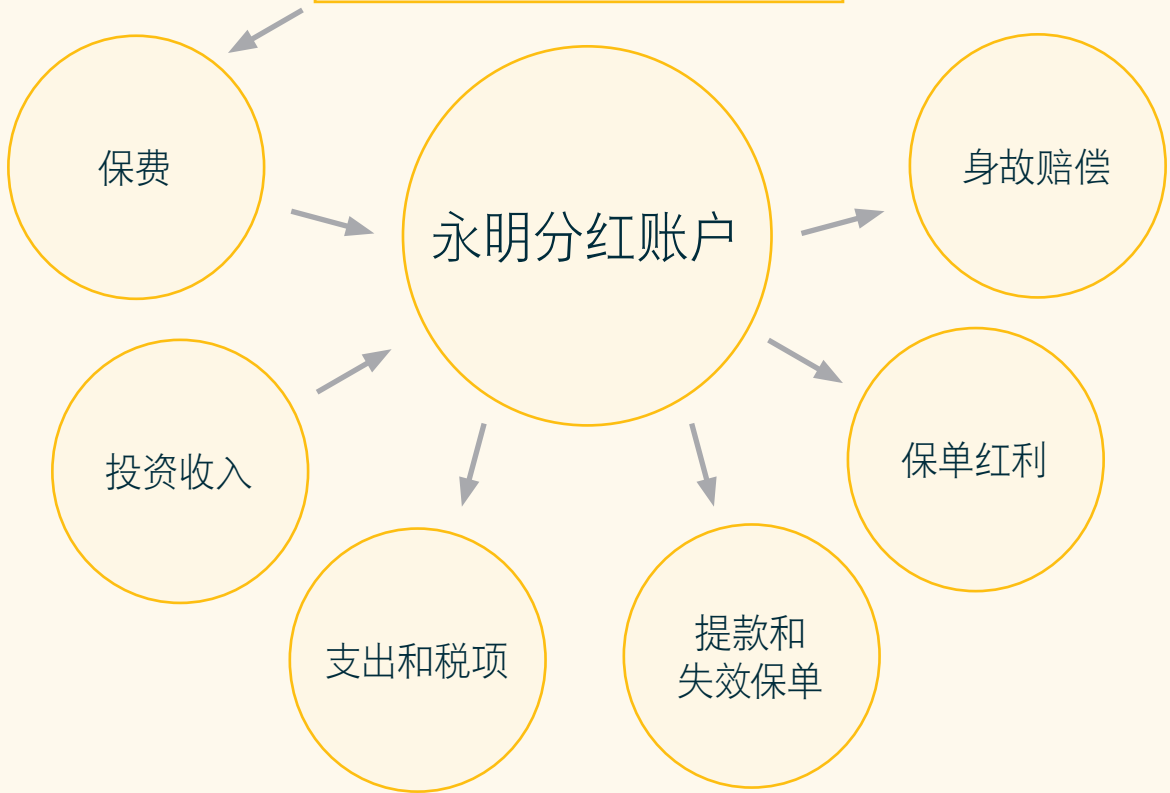 保费
永明分红账户
身故赔偿
投资收入
保单红利
支出和税项
提款和
失效保单